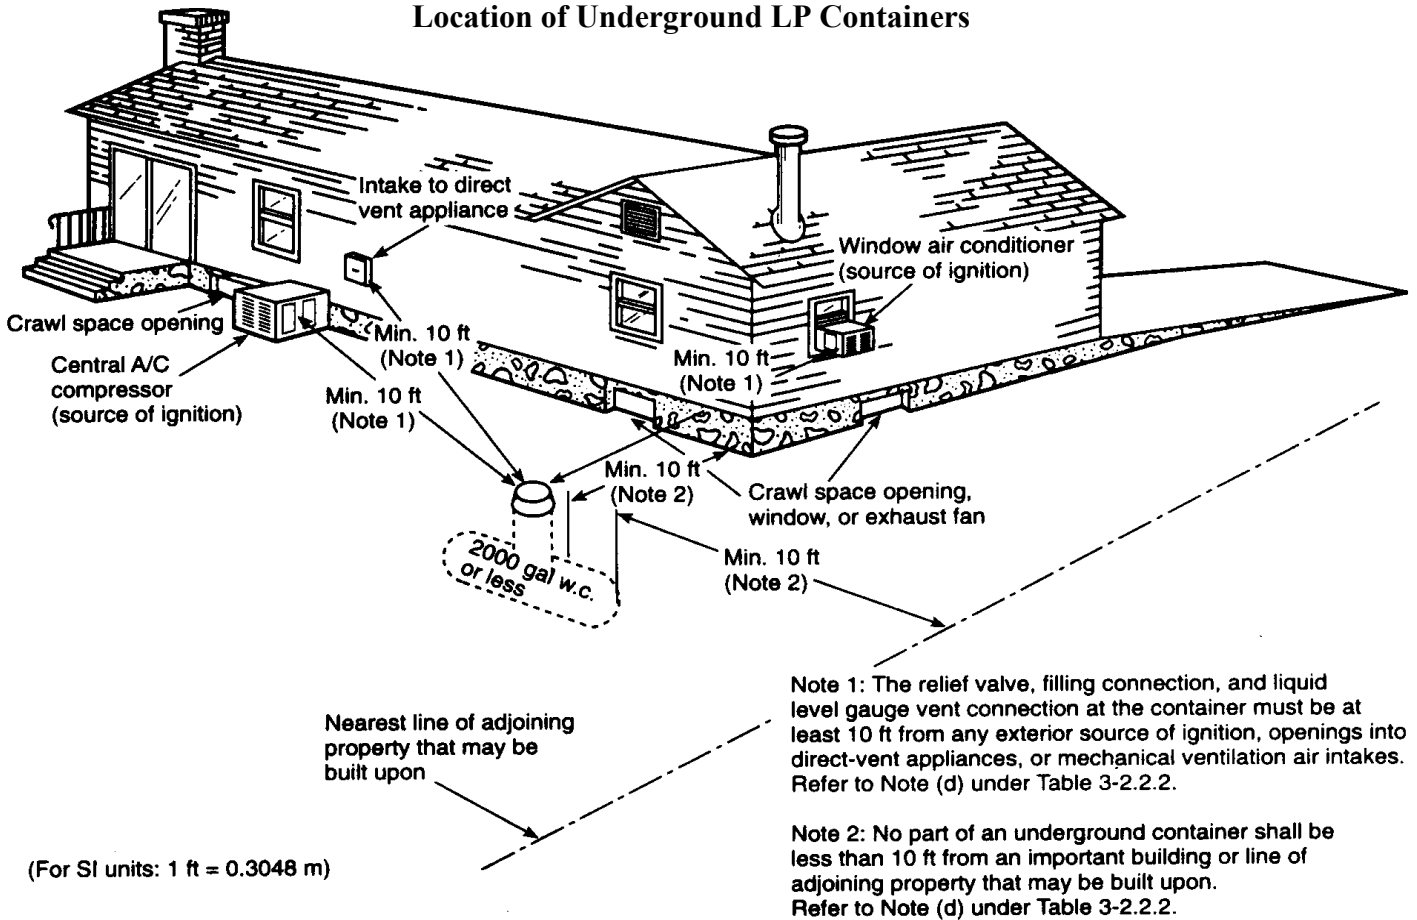 Location of Underground LP Containers
Intake to direct
vent appliance
Window air conditioner
(source of ignition)
Crawl space opening
Central A/C
compressor
(source of ignition)
Min. 10 ft
(Note 1)
Min. 10 ft
(Note 1)
Min. 10 ft
(Note 1)
Min. 10 ft
(Note 2)
Crawl space opening,
window, or exhaust fan
2000 gal w.c.
or less
Min. 10 ft
(Note 2)
Nearest line of adjoining
property that may be
built upon
Note 1: The relief valve, filling connection, and liquid
level gauge vent connection at the container must be at
least 10 ft from any exterior source of ignition, openings into
direct-vent appliances, or mechanical ventilation air intakes.
Refer to Note (d) under Table 3-2.2.2.
Note 2: No part of an underground container shall be
less than 10 ft from an important building or line of
adjoining property that may be built upon.
Refer to Note (d) under Table 3-2.2.2.
(For SI units: 1 ft = 0.3048 m)